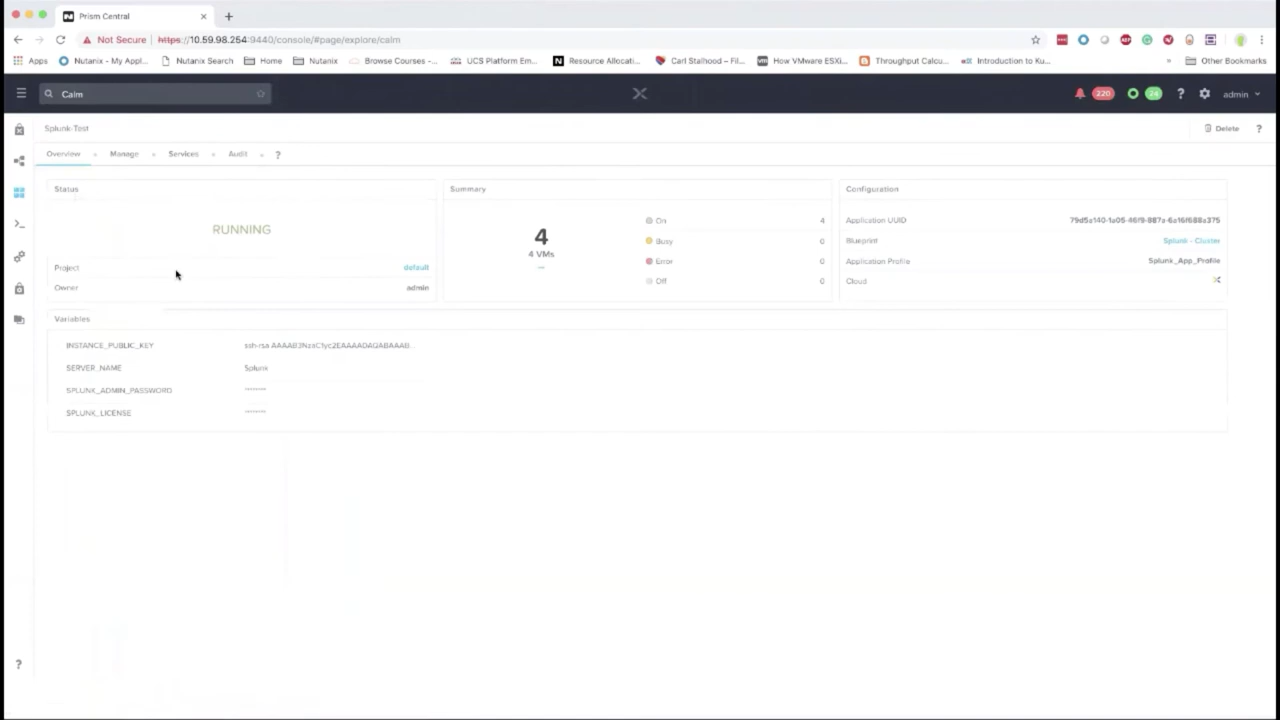 Prism Central
Not Secure | https://10.59.98.254:9440/console/#page/explore/calm
Apps Nutanix - My Appl... Nutanix Search Home Nutanix Browse Courses -... UCS Platform Em... Resource Allocati... Carl Stalhood – Fil... How VMware ESXi... Throughput Calcu... Introduction to Ku... » Other Bookmarks
Calm 220 24 ? admin
Splunk-Test Delete ?
Overview Manage Services Audit ?
Status Summary Configuration
RUNNING
4
4 VMs
Project default
Owner admin
On 4
Busy 0
Error 0
Off 0
Application UUID
Blueprint Splunk - Cluster
Application Profile Splunk_App_Profile
Cloud
Variables
INSTANCE_PUBLIC_KEY
SERVER_NAME Splunk
SPLUNK_ADMIN_PASSWORD ********
SPLUNK_LICENSE ********
?